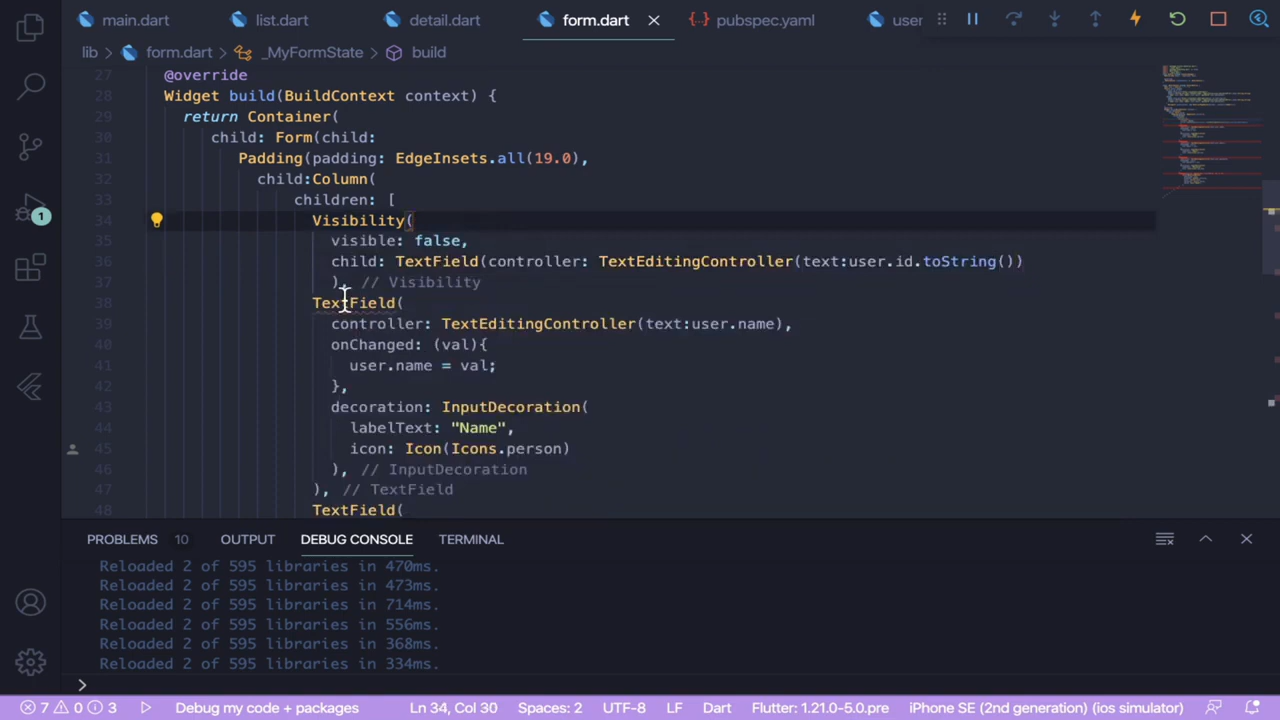 main.dart list.dart detail.dart form.dart pubspec.yaml user
lib form.dart _MyFormState build
27 @override
28 Widget build(BuildContext context) {
29 return Container(
30 child: Form(child:
31 Padding(padding: EdgeInsets.all(19.0),
32 child:Column(
33 children: [
34 Visibility(
35 visible: false,
36 child: TextField(controller: TextEditingController(text:user.id.toString())
37 ), // Visibility
38 TextField(
39 controller: TextEditingController(text:user.name),
40 onChanged: (val){
41 user.name = val;
42 },
43 decoration: InputDecoration(
44 labelText: "Name",
45 icon: Icon(Icons.person)
46 ), // InputDecoration
47 ), // TextField
48 TextField(
1
PROBLEMS 10 OUTPUT DEBUG CONSOLE TERMINAL
Reloaded 2 of 595 libraries in 470ms.
Reloaded 2 of 595 libraries in 473ms.
Reloaded 2 of 595 libraries in 714ms.
Reloaded 2 of 595 libraries in 556ms.
Reloaded 2 of 595 libraries in 368ms.
Reloaded 2 of 595 libraries in 334ms.
>
7 0 3 Debug my code + packages Ln 34, Col 30 Spaces: 2 UTF-8 LF Dart Flutter: 1.21.0-5.0.pre iPhone SE (2nd generation) (ios simulator)